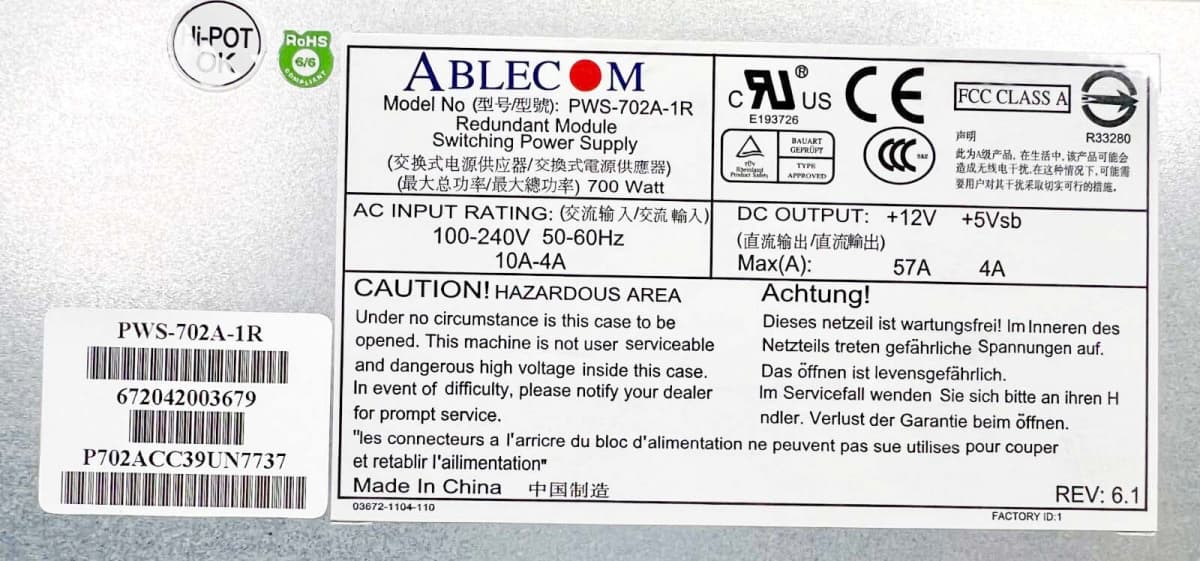 Hi-POT
OK
RoHS
6/6
COMPLIANT
ABLECOM
Model No (型号/型號): PWS-702A-1R
Redundant Module
Switching Power Supply
(交换式电源供应器/交換式電源供應器)
(最大总功率/最大總功率) 700 Watt
C RU® US
E193726
CE
FCC CLASS A
R33280
TÜV
Rheinland
Product Safety
BAUART
GEPRÜFT
TYPE
APPROVED
CCC
S&E
声明
此为A级产品, 在生活中, 该产品可能会
造成无线电干扰.在这种情况下, 可能需
要用户对其干扰采取切实可行的措施.
AC INPUT RATING: (交流输入/交流輸入)
100-240V 50-60Hz
10A-4A
DC OUTPUT: +12V +5Vsb
(直流输出/直流輸出)
Max(A): 57A 4A
CAUTION! HAZARDOUS AREA
Under no circumstance is this case to be
opened. This machine is not user serviceable
and dangerous high voltage inside this case.
In event of difficulty, please notify your dealer
for prompt service.
Achtung!
Dieses netzeil ist wartungsfrei! Im Inneren des
Netzteils treten gefährliche Spannungen auf.
Das öffnen ist levensgefährlich.
Im Servicefall wenden Sie sich bitte an ihren H
ndler. Verlust der Garantie beim öffnen.
"les connecteurs a l'arricre du bloc d'alimentation ne peuvent pas sue utilises pour couper
et retablir l'ailimentation"
Made In China 中国制造
REV: 6.1
03672-1104-110
FACTORY ID:1
PWS-702A-1R
672042003679
P702ACC39UN7737